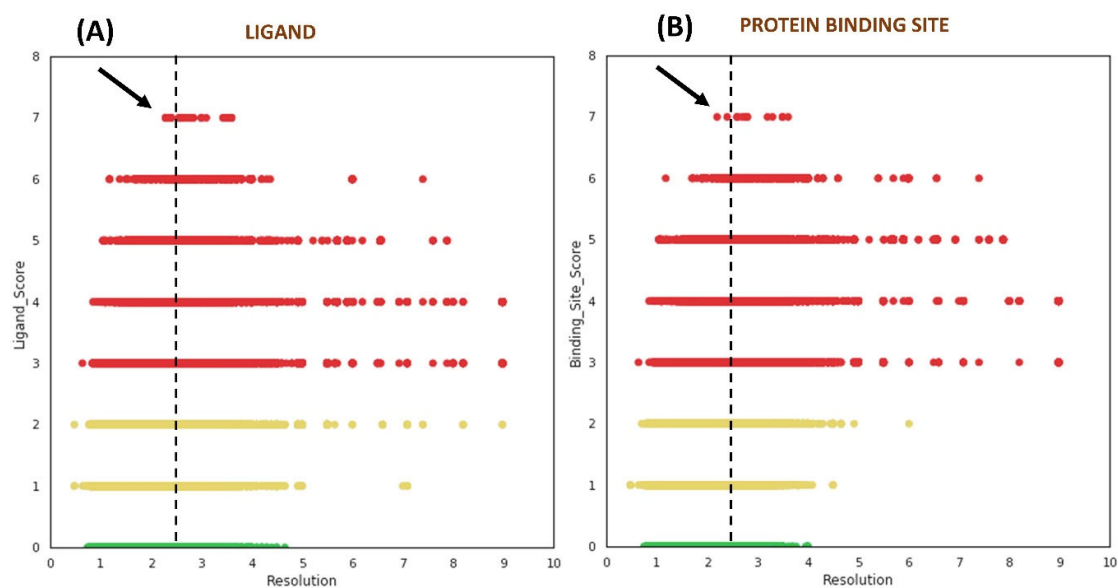 (A) LIGAND
8
7
6
5
4
3
2
1
0
Ligand_Score
0 1 2 3 4 5 6 7 8 9 10
Resolution
(B) PROTEIN BINDING SITE
8
7
6
5
4
3
2
1
0
Binding_Site_Score
0 1 2 3 4 5 6 7 8 9 10
Resolution